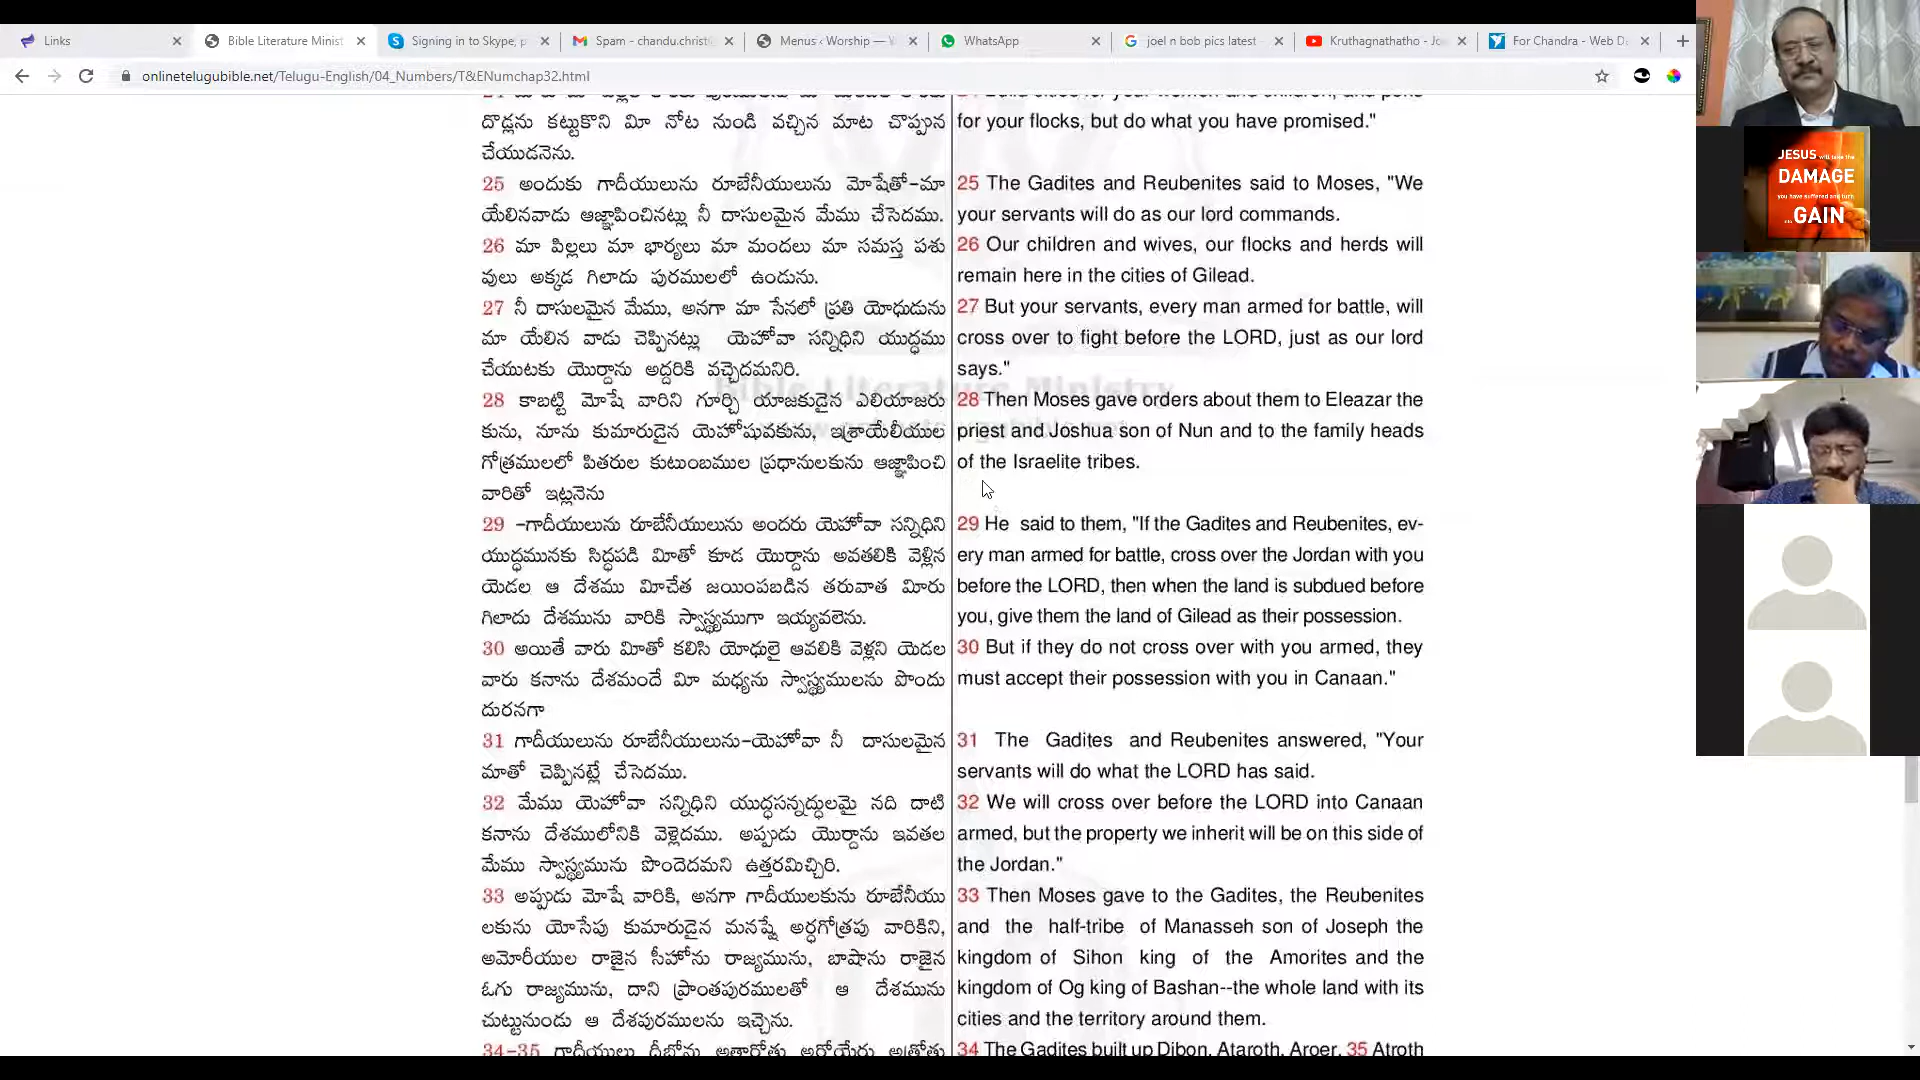 Links
Bible Literature Minist
Signing in to Skype, p
Spam - chandu.christ
Menus ‹ Worship —
WhatsApp
joel n bob pics latest -
Kruthagnathatho - Jo
For Chandra - Web D
onlinetelugubible.net/Telugu-English/04_Numbers/T&ENumchap32.html
దొడ్లను కట్టుకొని మీ నోట నుండి వచ్చిన మాట చొప్పున
చేయుడనెను.
25 అందుకు గాదీయులును రూబేనీయులును మోషేతో-మా
యేలినవాడు ఆజ్ఞాపించినట్లు నీ దాసులమైన మేము చేసెదము.
26 మా పిల్లలు మా భార్యలు మా మందలు మా సమస్త పశు
వులు అక్కడ గిలాదు పురములలో ఉండును.
27 నీ దాసులమైన మేము, అనగా మా సేనలో ప్రతి యోధుడును
మా యేలిన వాడు చెప్పినట్లు యెహోవా సన్నిధిని యుద్ధము
చేయుటకు యొర్దాను అద్దరికి వచ్చెదమనిరి.
28 కాబట్టి మోషే వారిని గూర్చి యాజకుడైన ఎలియాజరు
కును, నూను కుమారుడైన యెహోషువకును, ఇశ్రాయేలీయుల
గోత్రములలో పితరుల కుటుంబముల ప్రధానులకును ఆజ్ఞాపించి
వారితో ఇట్లనెను
29 -గాదీయులును రూబేనీయులును అందరు యెహోవా సన్నిధిని
యుద్ధమునకు సిద్ధపడి మీతో కూడ యొర్దాను అవతలికి వెళ్లిన
యెడల ఆ దేశము మీచేత జయింపబడిన తరువాత మీరు
గిలాదు దేశమును వారికి స్వాస్థ్యముగా ఇయ్యవలెను.
30 అయితే వారు మీతో కలిసి యోధులై ఆవలికి వెళ్లని యెడల
వారు కనాను దేశమందే మీ మధ్యను స్వాస్థ్యములను పొందు
దురనగా
31 గాదీయులును రూబేనీయులును-యెహోవా నీ దాసులమైన
మాతో చెప్పినట్లే చేసెదము.
32 మేము యెహోవా సన్నిధిని యుద్ధసన్నద్ధులమై నది దాటి
కనాను దేశములోనికి వెళ్లెదము. అప్పుడు యొర్దాను ఇవతల
మేము స్వాస్థ్యమును పొందెదమని ఉత్తరమిచ్చిరి.
33 అప్పుడు మోషే వారికి, అనగా గాదీయులకును రూబేనీయు
లకును యోసేపు కుమారుడైన మనష్షే అర్ధగోత్రపు వారికిని,
అమోరీయుల రాజైన సీహోను రాజ్యమును, బాషాను రాజైన
ఓగు రాజ్యమును, దాని ప్రాంతపురములతో ఆ దేశమును
చుట్టునుండు ఆ దేశపురములను ఇచ్చెను.
34-35 గాదీయులు దీబోను అతారోతు అరోయేరు అత్రోతు
for your flocks, but do what you have promised."
25 The Gadites and Reubenites said to Moses, "We
your servants will do as our lord commands.
26 Our children and wives, our flocks and herds will
remain here in the cities of Gilead.
27 But your servants, every man armed for battle, will
cross over to fight before the LORD, just as our lord
says."
28 Then Moses gave orders about them to Eleazar the
priest and Joshua son of Nun and to the family heads
of the Israelite tribes.
29 He said to them, "If the Gadites and Reubenites, ev-
ery man armed for battle, cross over the Jordan with you
before the LORD, then when the land is subdued before
you, give them the land of Gilead as their possession.
30 But if they do not cross over with you armed, they
must accept their possession with you in Canaan."
31 The Gadites and Reubenites answered, "Your
servants will do what the LORD has said.
32 We will cross over before the LORD into Canaan
armed, but the property we inherit will be on this side of
the Jordan."
33 Then Moses gave to the Gadites, the Reubenites
and the half-tribe of Manasseh son of Joseph the
kingdom of Sihon king of the Amorites and the
kingdom of Og king of Bashan--the whole land with its
cities and the territory around them.
34 The Gadites built up Dibon, Ataroth, Aroer, 35 Atroth
Bible Literature Ministry
JESUS will take the
DAMAGE
you have suffered and turn
GAIN